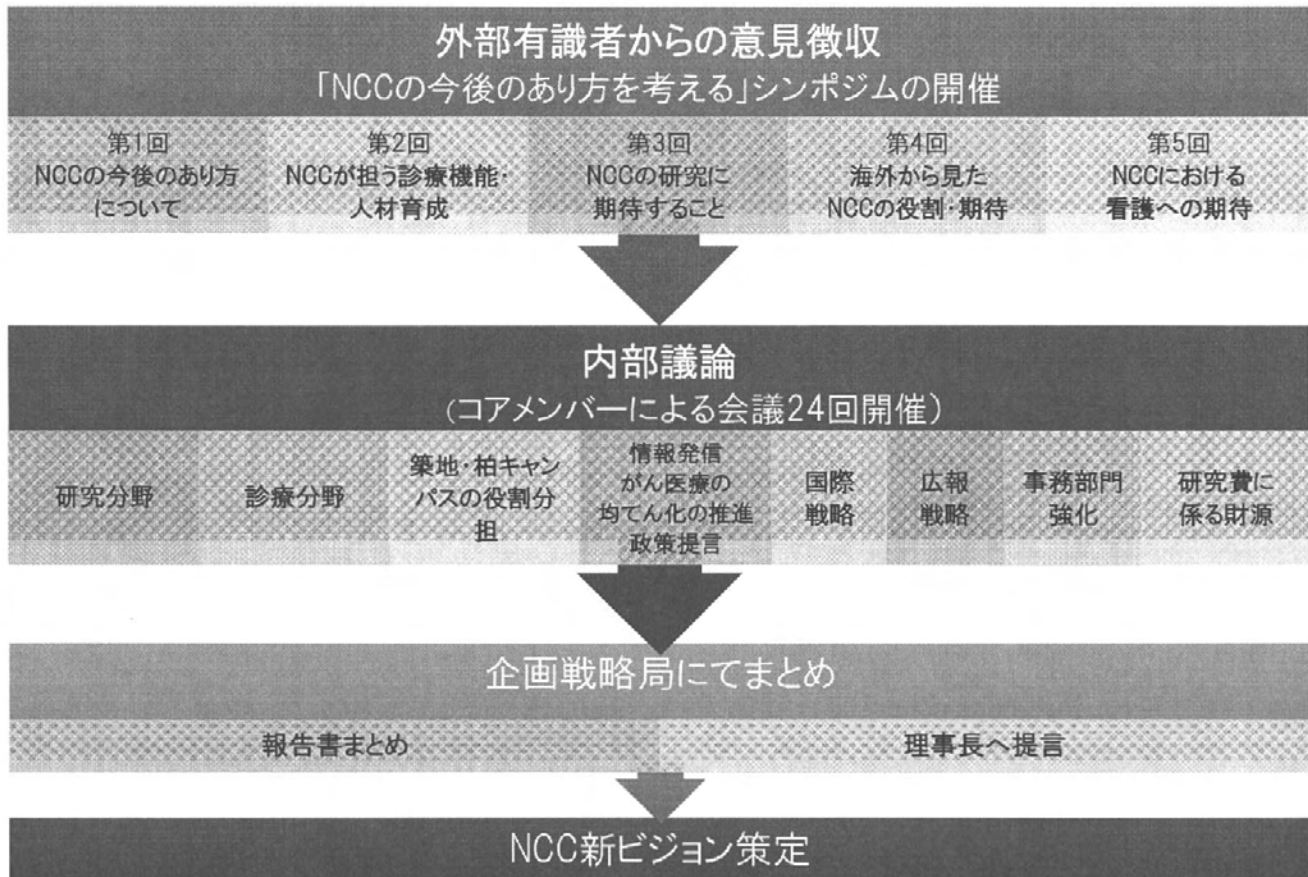 外部有識者からの意見徴収
「NCCの今後のあり方を考える」シンポジムの開催
第1回
NCCの今後のあり方
について
第2回
NCCが担う診療機能・
人材育成
第3回
NCCの研究に
期待すること
第4回
海外から見た
NCCの役割・期待
第5回
NCCにおける
看護への期待
内部議論
(コアメンバーによる会議24回開催）
研究分野
診療分野
築地・柏キャン
パスの役割分
担
情報発信
がん医療の
均てん化の推進
政策提言
国際
戦略
広報
戦略
事務部門
強化
研究費に
係る財源
企画戦略局にてまとめ
報告書まとめ
理事長へ提言
NCC新ビジョン策定